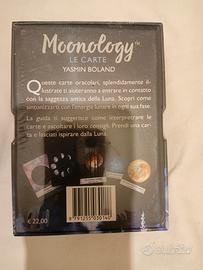 Moonology™
LE CARTE
YASMIN BOLAND
Queste carte oracolari, splendidamente il-
lustrate ti aiuteranno a entrare in contatto
con la saggezza antica della Luna. Scopri come
sintonizzarti con l'energia lunare in ogni sua fase.
La guida ti suggerisce come interpretare le
carte e ascoltare i loro consigli. Prendi una car-
ta e lasciati ispirare dalla Luna.
€ 22,00
subito